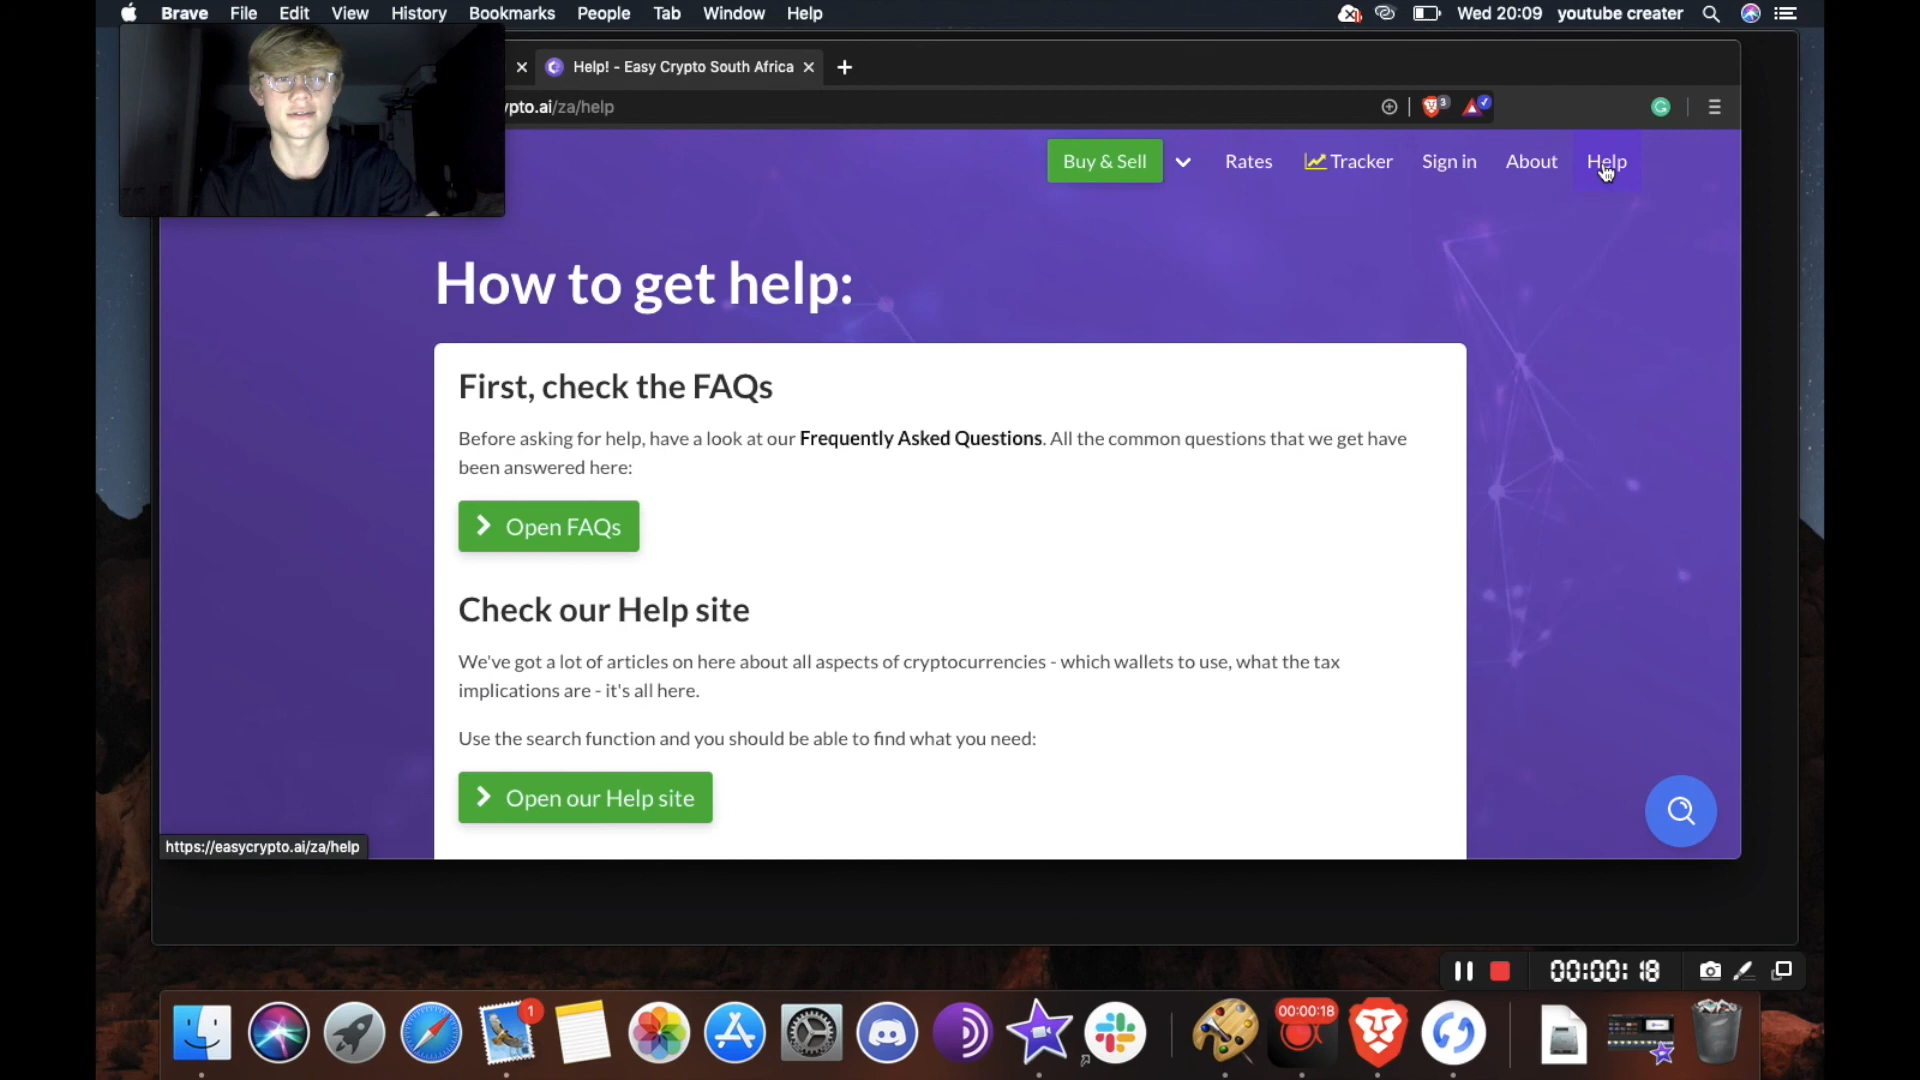 Brave File Edit View History Bookmarks People Tab Window Help
Wed 20:09 youtube creater
Help! - Easy Crypto South Africa
ypto.ai/za/help
3
Buy & Sell Rates Tracker Sign in About Help
How to get help:
First, check the FAQs
Before asking for help, have a look at our Frequently Asked Questions. All the common questions that we get have
been answered here:
Open FAQs
Check our Help site
We've got a lot of articles on here about all aspects of cryptocurrencies - which wallets to use, what the tax
implications are - it's all here.
Use the search function and you should be able to find what you need:
Open our Help site
https://easycrypto.ai/za/help
00:00:18
1
00:00:18